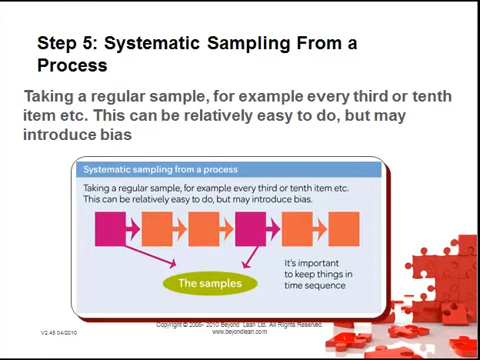 Step 5: Systematic Sampling From a
Process
Taking a regular sample, for example every third or tenth
item etc. This can be relatively easy to do, but may
introduce bias
Systematic sampling from a process
Taking a regular sample, for example every third or tenth item etc.
This can be relatively easy to do, but may introduce bias.
The samples
It's important
to keep things in
time sequence
V2.45 04/2010
Copyright © 2005- 2010 Beyond Lean Ltd. All Rights Reserved.
www.beyondlean.com